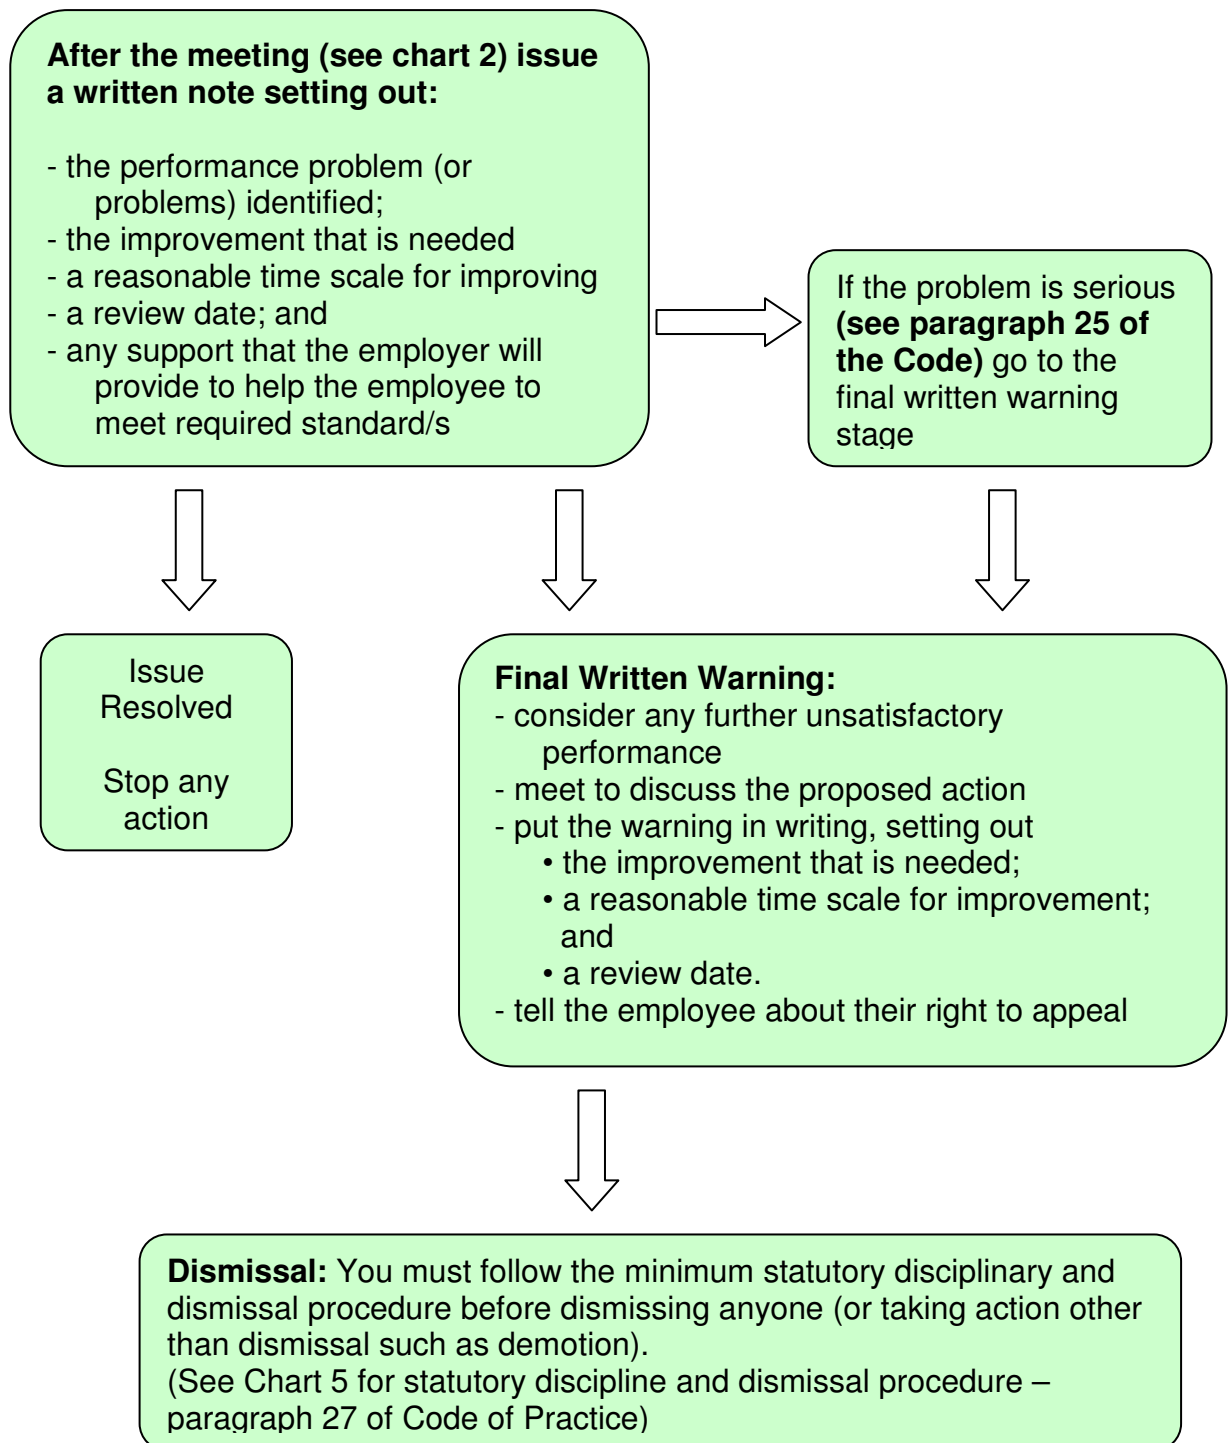 After the meeting (see chart 2) issue
a written note setting out:
- the performance problem (or
problems) identified;
- the improvement that is needed
- a reasonable time scale for improving
- a review date; and
- any support that the employer will
provide to help the employee to
meet required standard/s
If the problem is serious
(see paragraph 25 of
the Code) go to the
final written warning
stage
Issue
Resolved
Stop any
action
Final Written Warning:
- consider any further unsatisfactory
performance
- meet to discuss the proposed action
- put the warning in writing, setting out
• the improvement that is needed;
• a reasonable time scale for improvement;
and
• a review date.
- tell the employee about their right to appeal
Dismissal: You must follow the minimum statutory disciplinary and
dismissal procedure before dismissing anyone (or taking action other
than dismissal such as demotion).
(See Chart 5 for statutory discipline and dismissal procedure –
paragraph 27 of Code of Practice)